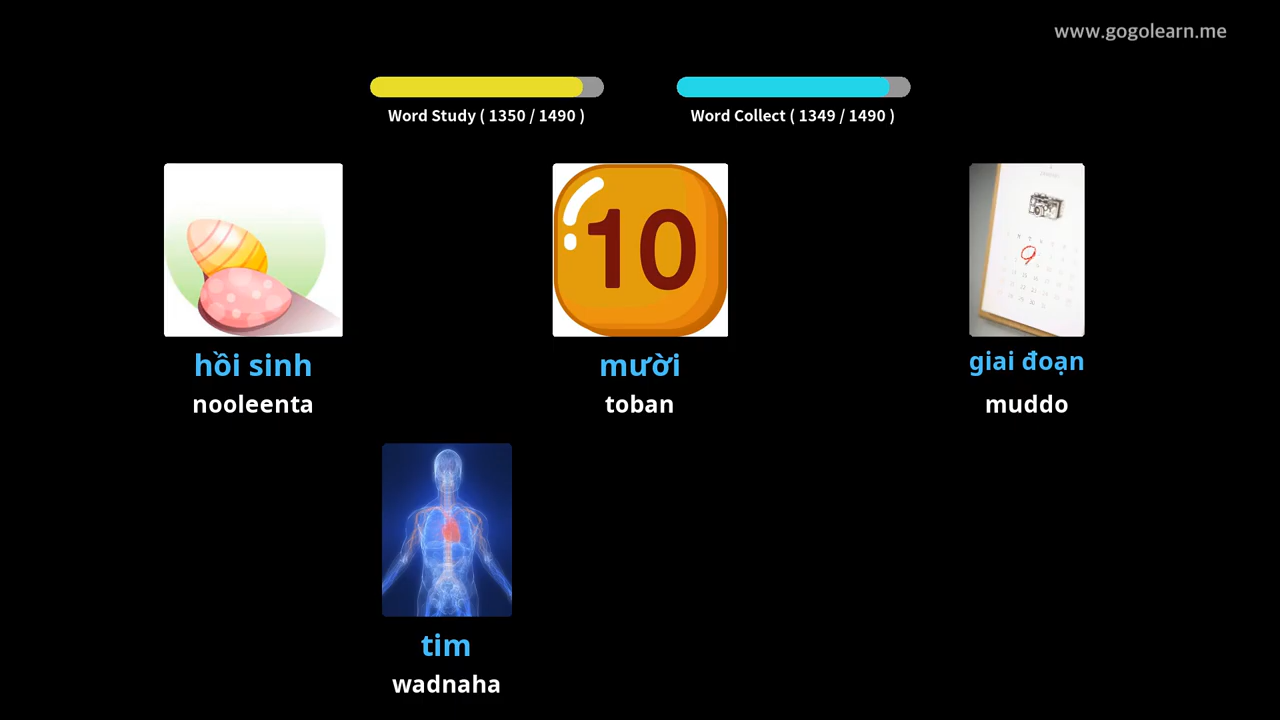 www.gogolearn.me
Word Study ( 1350 / 1490 )
Word Collect ( 1349 / 1490 )
10
9
hồi sinh
nooleenta
mười
toban
giai đoạn
muddo
tim
wadnaha